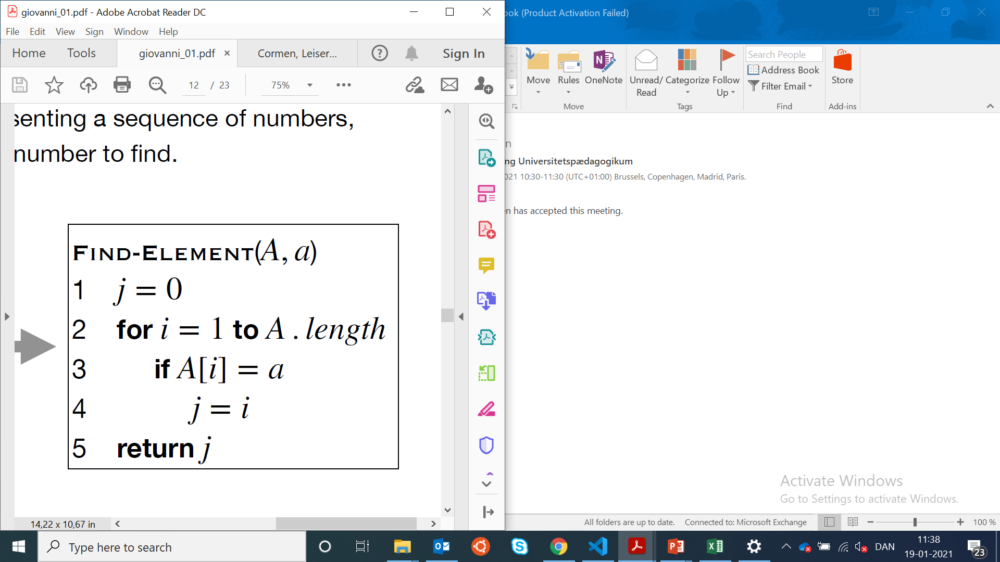 giovanni_01.pdf - Adobe Acrobat Reader DC
File Edit View Sign Window Help
Home Tools giovanni_01.pdf × Cormen, Leiser... Sign In
12 / 23 75%
senting a sequence of numbers,
number to find.
FIND-ELEMENT(A, a)
1 j = 0
2 for i = 1 to A . length
3 if A[i] = a
4 j = i
5 return j
14,22 x 10,67 in
ook (Product Activation Failed)
Move Rules OneNote Unread/ Read Categorize Follow Up
Search People
Address Book
Filter Email
Store
Move Tags Find Add-ins
n
ng Universitetspædagogikum
021 10:30-11:30 (UTC+01:00) Brussels, Copenhagen, Madrid, Paris.
n has accepted this meeting.
Activate Windows
Go to Settings to activate Windows.
All folders are up to date. Connected to: Microsoft Exchange 100 %
Type here to search
DAN 11:38
19-01-2021
23